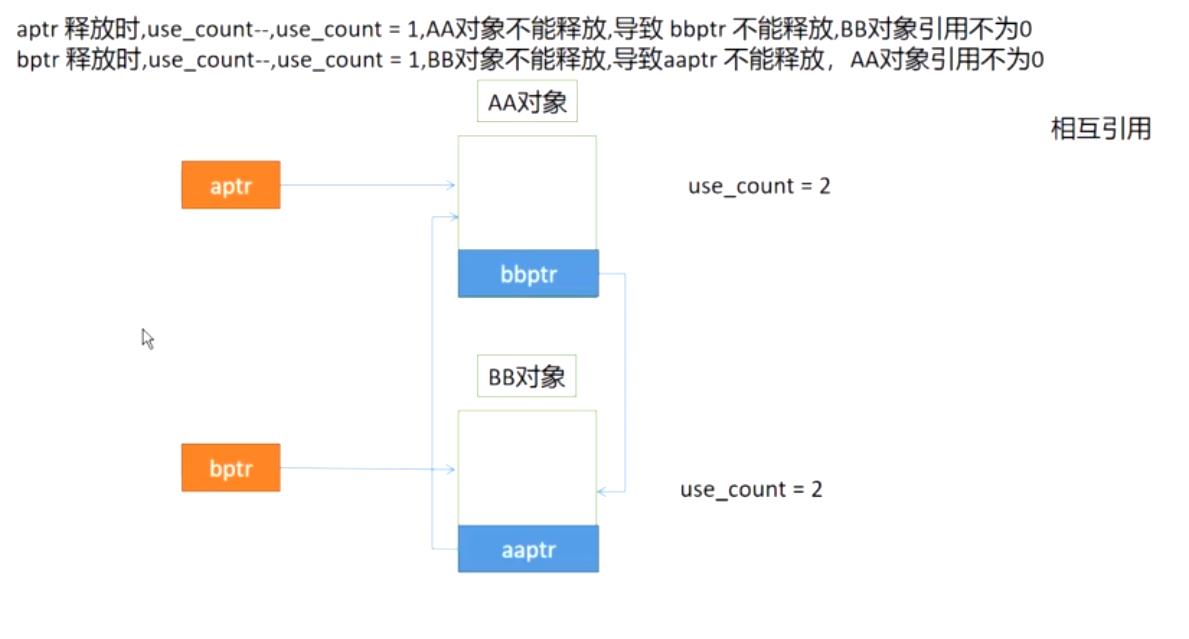 aptr 释放时,use_count--,use_count = 1,AA对象不能释放,导致 bbptr 不能释放,BB对象引用不为0
bptr 释放时,use_count--,use_count = 1,BB对象不能释放,导致aaptr 不能释放，AA对象引用不为0
AA对象
相互引用
aptr
use_count = 2
bbptr
BB对象
bptr
use_count = 2
aaptr